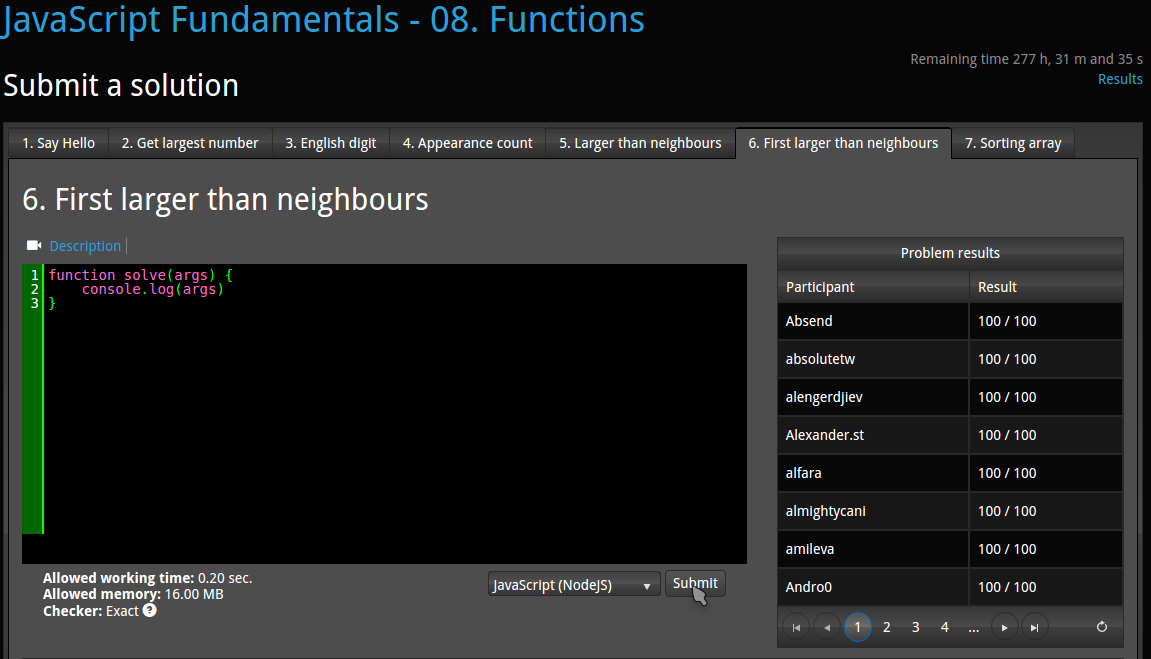 JavaScript Fundamentals - 08. Functions
Remaining time 277 h, 31 m and 35 s
Results
Submit a solution
1. Say Hello 2. Get largest number 3. English digit 4. Appearance count 5. Larger than neighbours 6. First larger than neighbours 7. Sorting array
6. First larger than neighbours
Description
1 function solve(args) {
2 console.log(args)
3 }
Allowed working time: 0.20 sec.
Allowed memory: 16.00 MB
Checker: Exact ?
JavaScript (NodeJS) Submit
Problem results
Participant Result
Absend 100 / 100
absolutetw 100 / 100
alengerdjiev 100 / 100
Alexander.st 100 / 100
alfara 100 / 100
almightycani 100 / 100
amileva 100 / 100
Andro0 100 / 100
1 2 3 4 ...